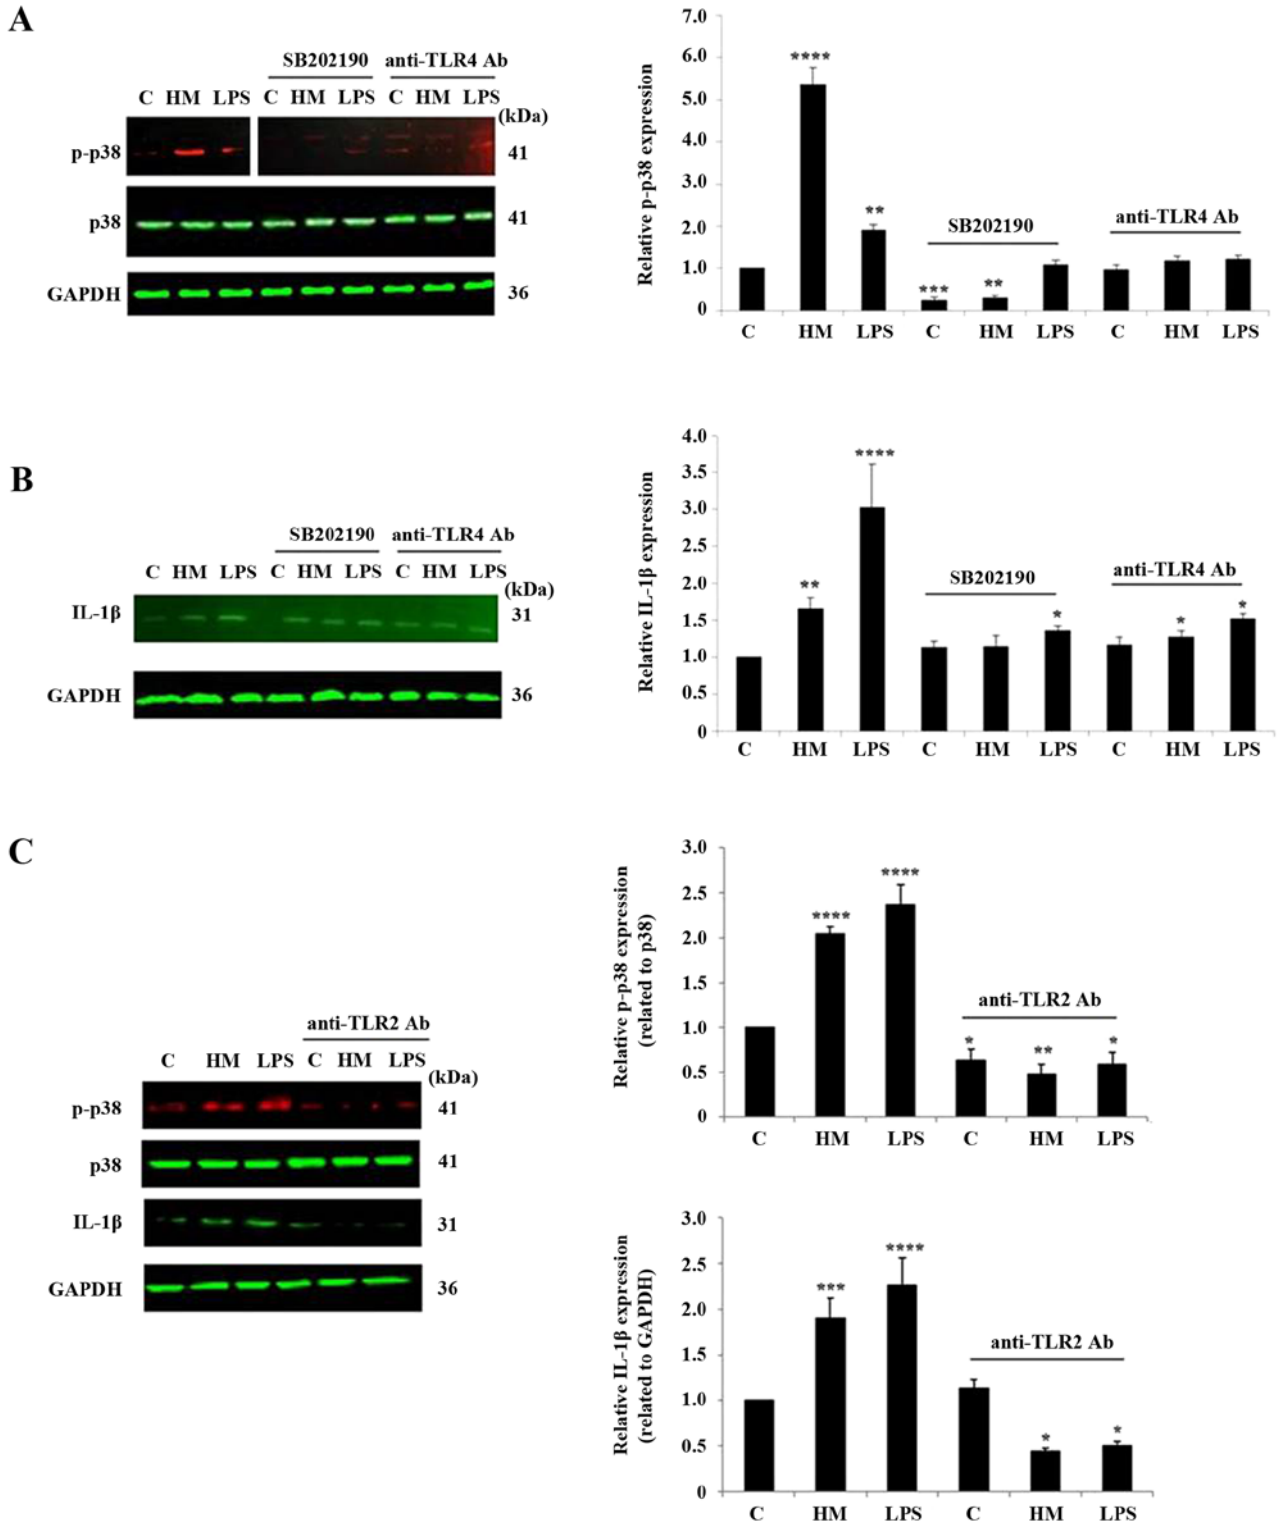 A
SB202190 anti-TLR4 Ab
C HM LPS C HM LPS C HM LPS
(kDa)
p-p38 41
p38 41
GAPDH 36
Relative p-p38 expression
7.0
6.0
5.0
4.0
3.0
2.0
1.0
0
****
**
***
**
SB202190
anti-TLR4 Ab
C HM LPS C HM LPS C HM LPS
B
SB202190 anti-TLR4 Ab
C HM LPS C HM LPS C HM LPS
(kDa)
IL-1β 31
GAPDH 36
Relative IL-1β expression
4.0
3.5
3.0
2.5
2.0
1.5
1.0
0.5
0
**
****
*
*
*
SB202190
anti-TLR4 Ab
C HM LPS C HM LPS C HM LPS
C
anti-TLR2 Ab
C HM LPS C HM LPS
(kDa)
p-p38 41
p38 41
IL-1β 31
GAPDH 36
Relative p-p38 expression
(related to p38)
3.0
2.5
2.0
1.5
1.0
0.5
0
****
****
*
**
*
anti-TLR2 Ab
C HM LPS C HM LPS
Relative IL-1β expression
(related to GAPDH)
3.0
2.5
2.0
1.5
1.0
0.5
0
***
****
*
*
anti-TLR2 Ab
C HM LPS C HM LPS